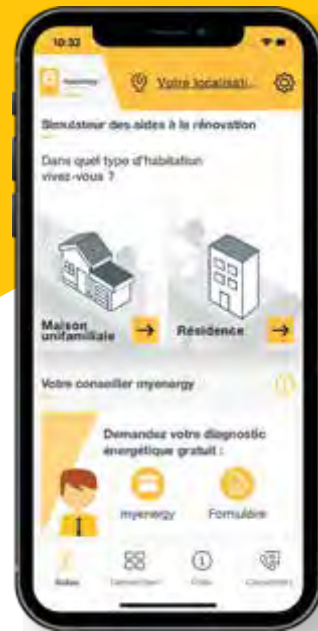 10:32
Votre localisati...
Simulateur des aides à la rénovation
Dans quel type d'habitation
vivez-vous ?
Maison
unifamiliale
Résidence
Votre conseiller myenergy
Demandez votre diagnostic
énergétique gratuit :
myenergy
Formulaire
Aides